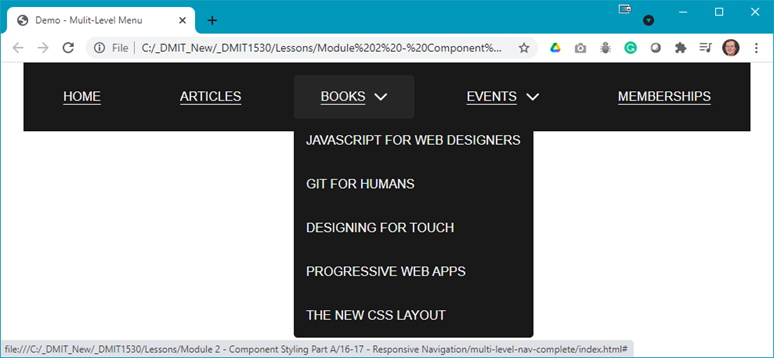 Demo - Mulit-Level Menu
File | C:/_DMIT_New/_DMIT1530/Lessons/Module%202%20-%20Component%...
HOME ARTICLES BOOKS EVENTS MEMBERSHIPS
JAVASCRIPT FOR WEB DESIGNERS
GIT FOR HUMANS
DESIGNING FOR TOUCH
PROGRESSIVE WEB APPS
THE NEW CSS LAYOUT
file:///C:/_DMIT_New/_DMIT1530/Lessons/Module 2 - Component Styling Part A/16-17 - Responsive Navigation/multi-level-nav-complete/index.html#